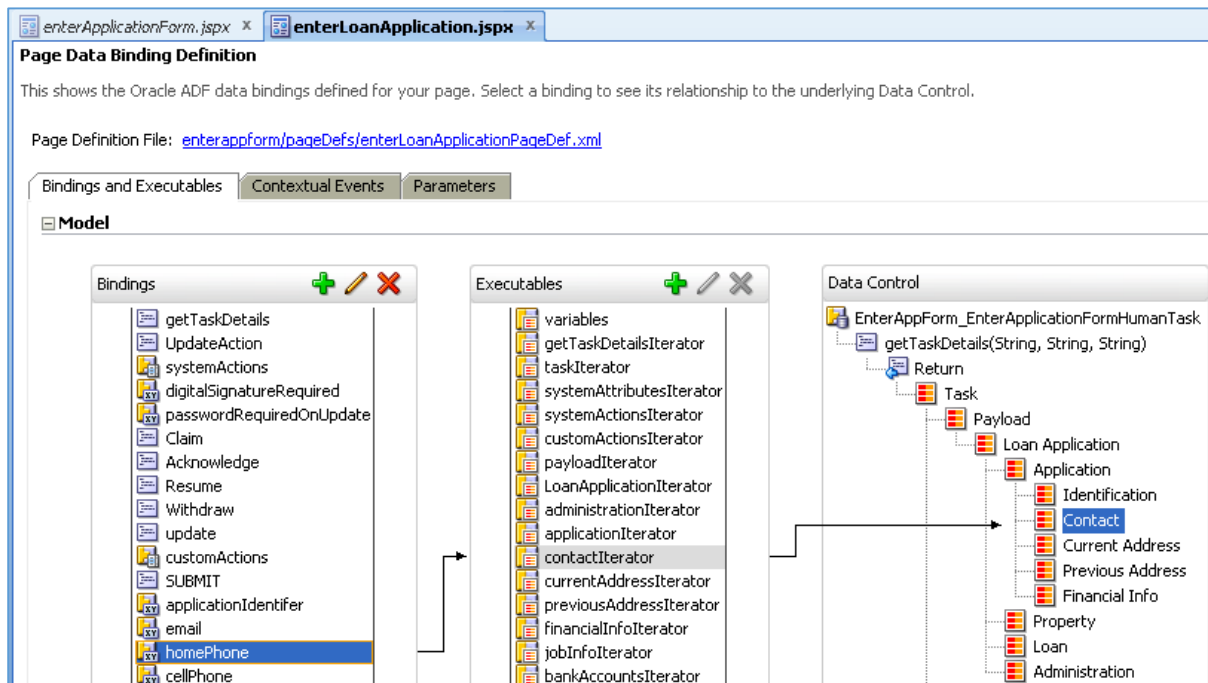 enterApplicationForm.jspx x enterLoanApplication.jspx x
Page Data Binding Definition
This shows the Oracle ADF data bindings defined for your page. Select a binding to see its relationship to the underlying Data Control.
Page Definition File: enterappform/pageDefs/enterLoanApplicationPageDef.xml
Bindings and Executables Contextual Events Parameters
Model
Bindings
getTaskDetails
UpdateAction
systemActions
digitalSignatureRequired
passwordRequiredOnUpdate
Claim
Acknowledge
Resume
Withdraw
update
customActions
SUBMIT
applicationIdentifer
email
homePhone
cellPhone
Executables
variables
getTaskDetailsIterator
taskIterator
systemAttributesIterator
systemActionsIterator
customActionsIterator
payloadIterator
LoanApplicationIterator
administrationIterator
applicationIterator
contactIterator
currentAddressIterator
previousAddressIterator
financialInfoIterator
jobInfoIterator
bankAccountsIterator
Data Control
EnterAppForm_EnterApplicationFormHumanTask
getTaskDetails(String, String, String)
Return
Task
Payload
Loan Application
Application
Identification
Contact
Current Address
Previous Address
Financial Info
Property
Loan
Administration